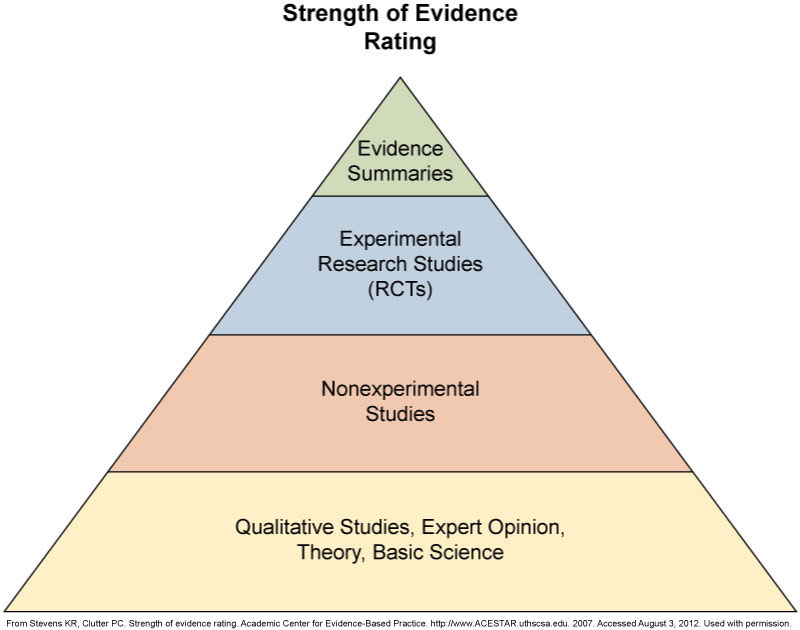 Strength of Evidence
Rating
Evidence
Summaries
Experimental
Research Studies
(RCTs)
Nonexperimental
Studies
Qualitative Studies, Expert Opinion,
Theory, Basic Science
From Stevens KR, Clutter PC. Strength of evidence rating. Academic Center for Evidence-Based Practice. http://www.ACESTAR.uthscsa.edu. 2007. Accessed August 3, 2012. Used with permission.